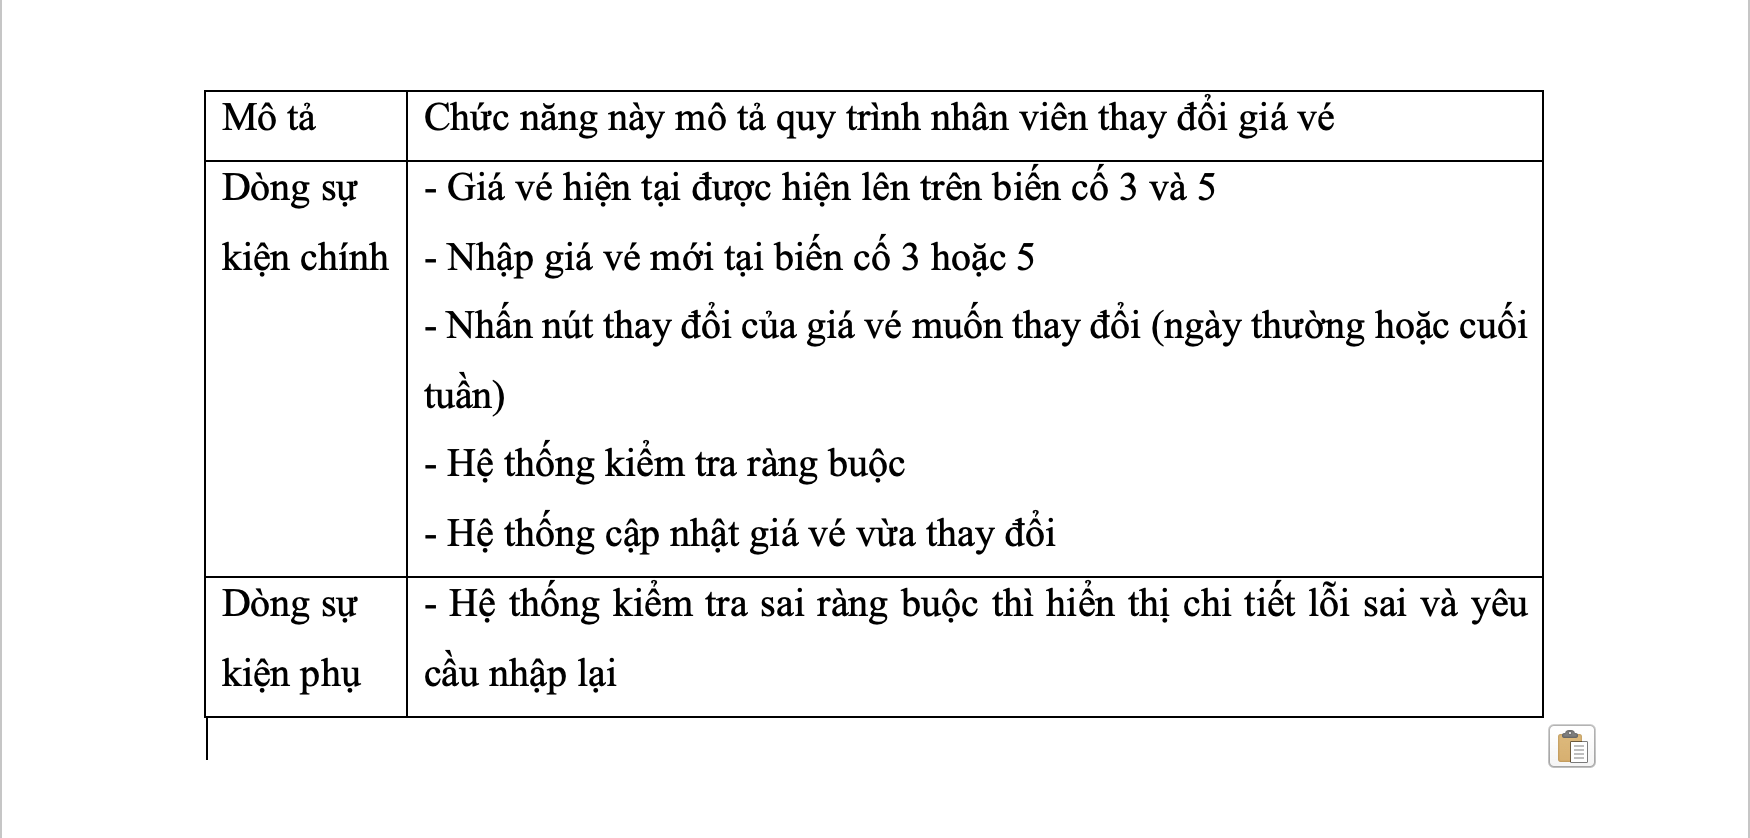 Mô tả
Chức năng này mô tả quy trình nhân viên thay đổi giá vé
Dòng sự
kiện chính
- Giá vé hiện tại được hiện lên trên biến cố 3 và 5
- Nhập giá vé mới tại biến cố 3 hoặc 5
- Nhấn nút thay đổi của giá vé muốn thay đổi (ngày thường hoặc cuối
tuần)
- Hệ thống kiểm tra ràng buộc
- Hệ thống cập nhật giá vé vừa thay đổi
Dòng sự
kiện phụ
- Hệ thống kiểm tra sai ràng buộc thì hiển thị chi tiết lỗi sai và yêu
cầu nhập lại